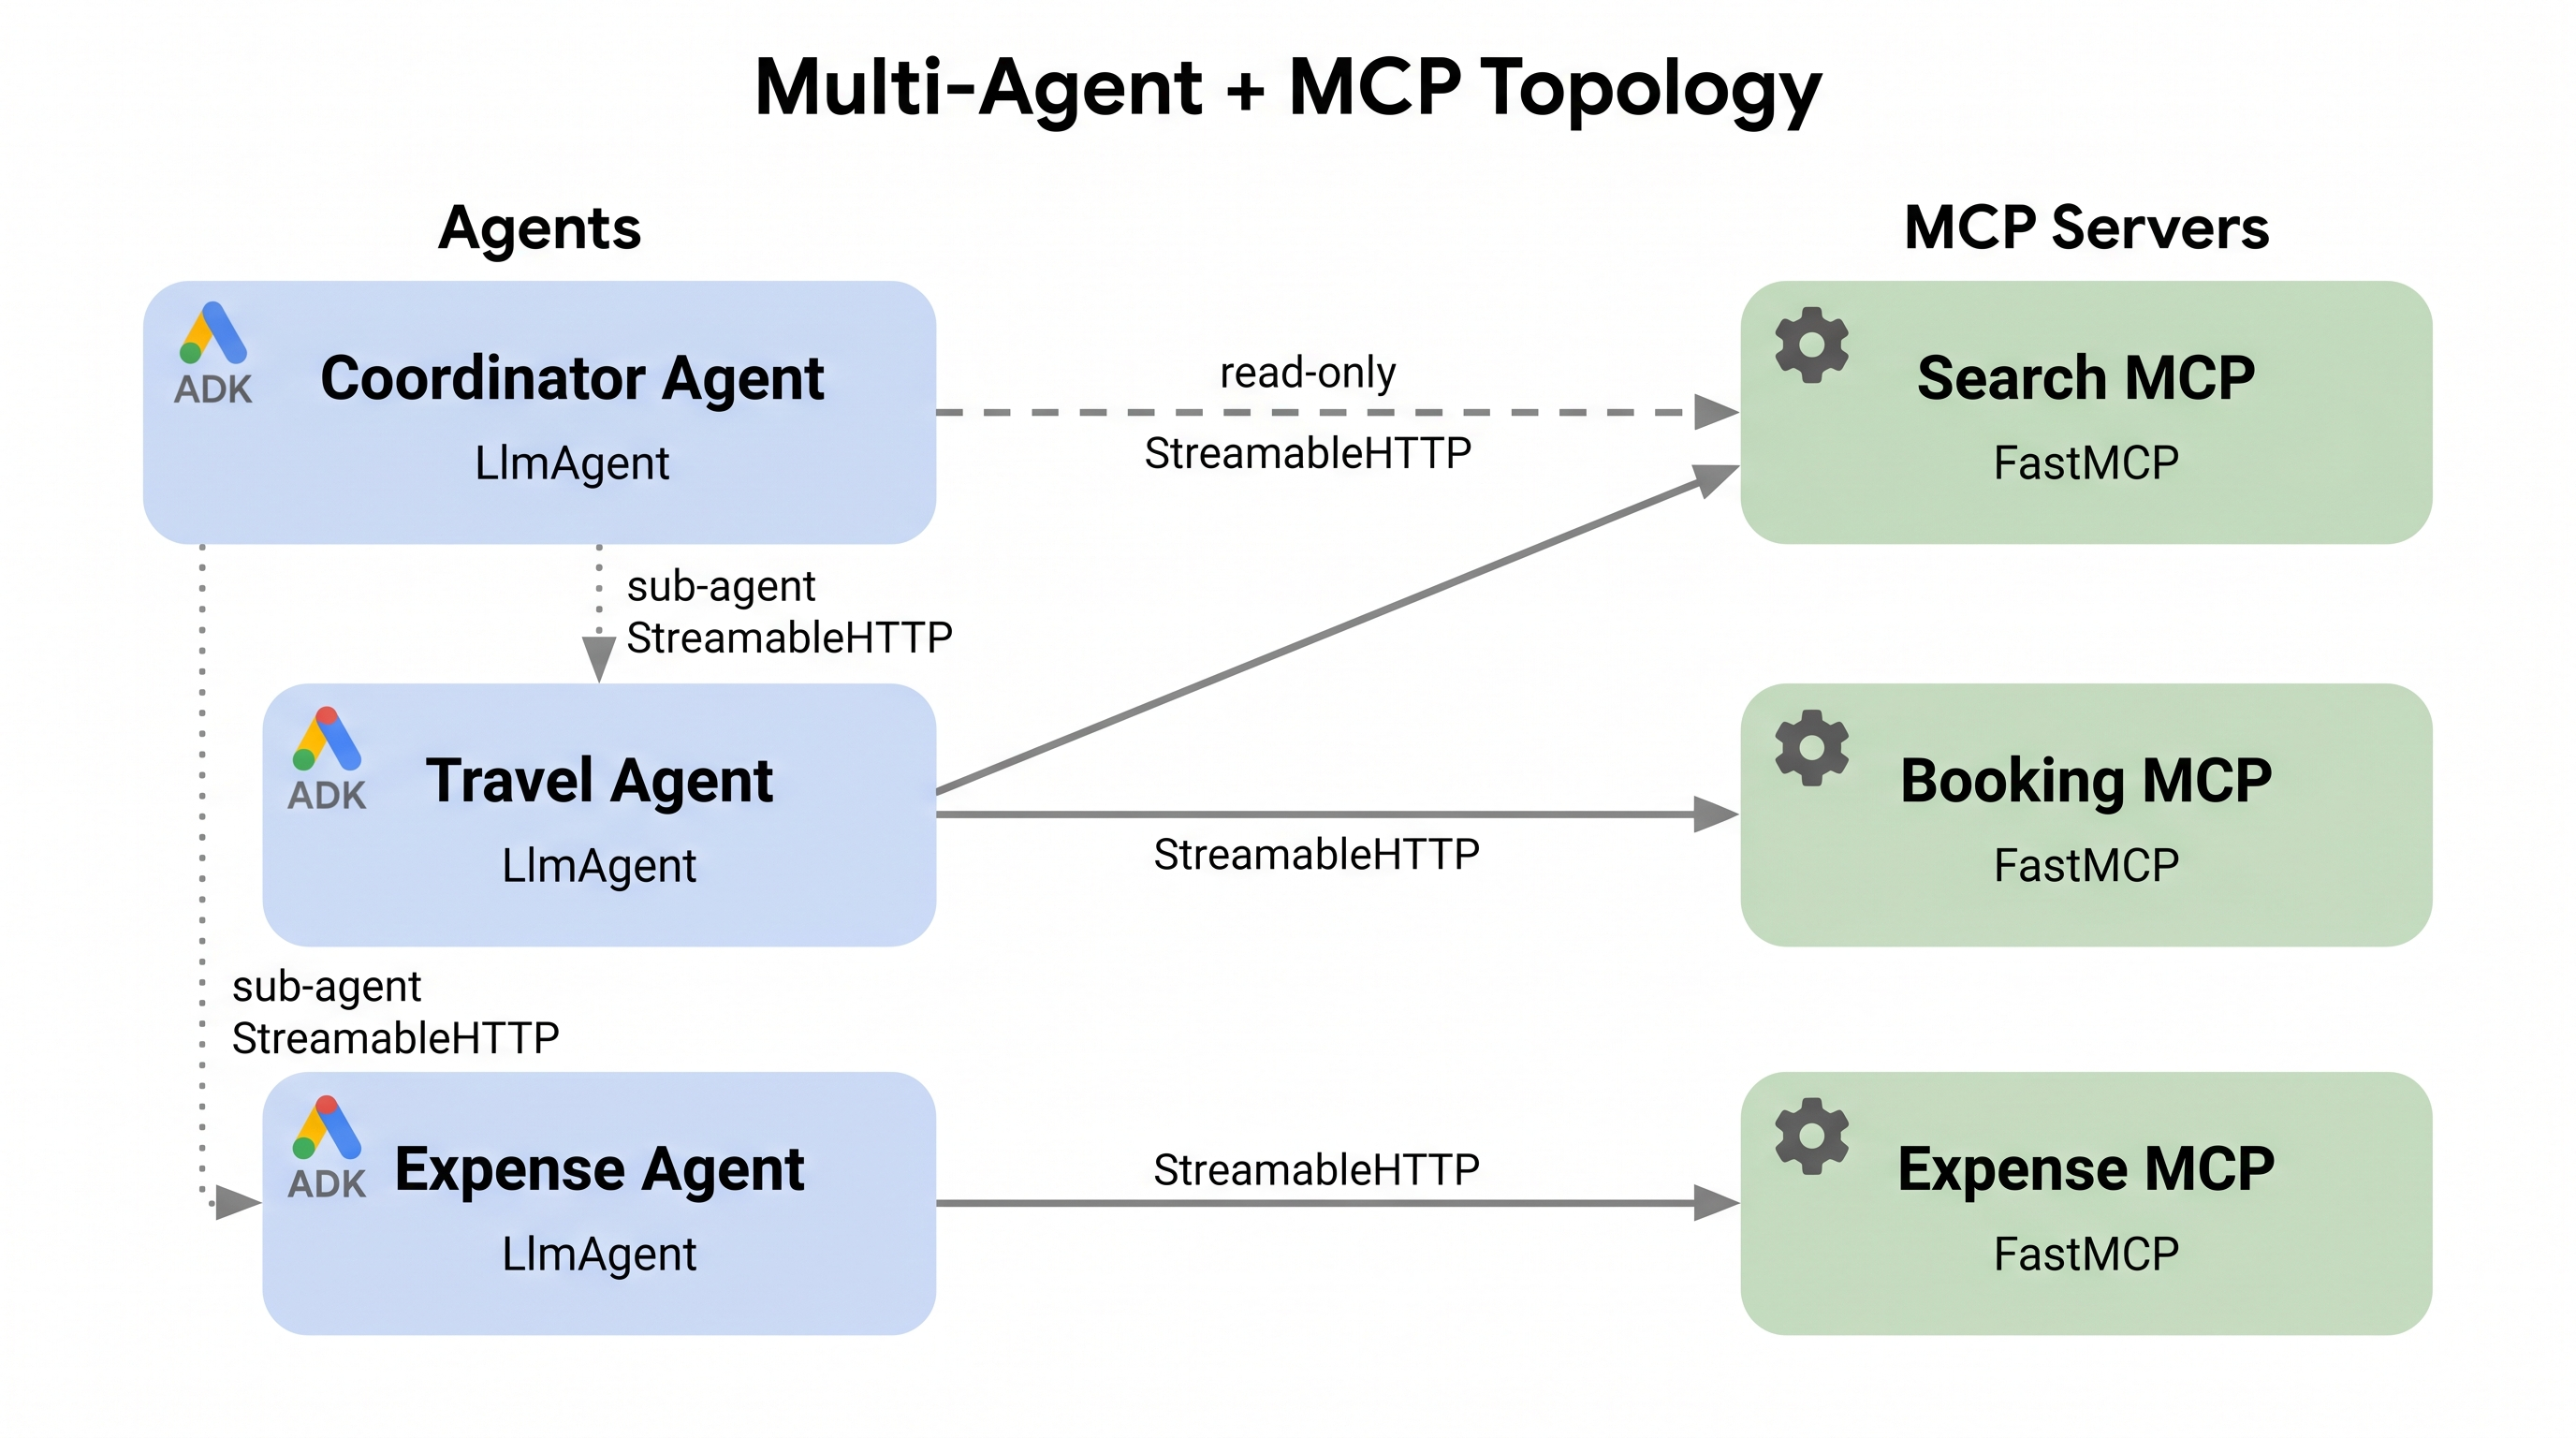 Multi-Agent + MCP Topology
Agents
MCP Servers
ADK
Coordinator Agent
LlmAgent
read-only
StreamableHTTP
Search MCP
FastMCP
sub-agent
StreamableHTTP
ADK
Travel Agent
LlmAgent
StreamableHTTP
Booking MCP
FastMCP
sub-agent
StreamableHTTP
ADK
Expense Agent
LlmAgent
StreamableHTTP
Expense MCP
FastMCP